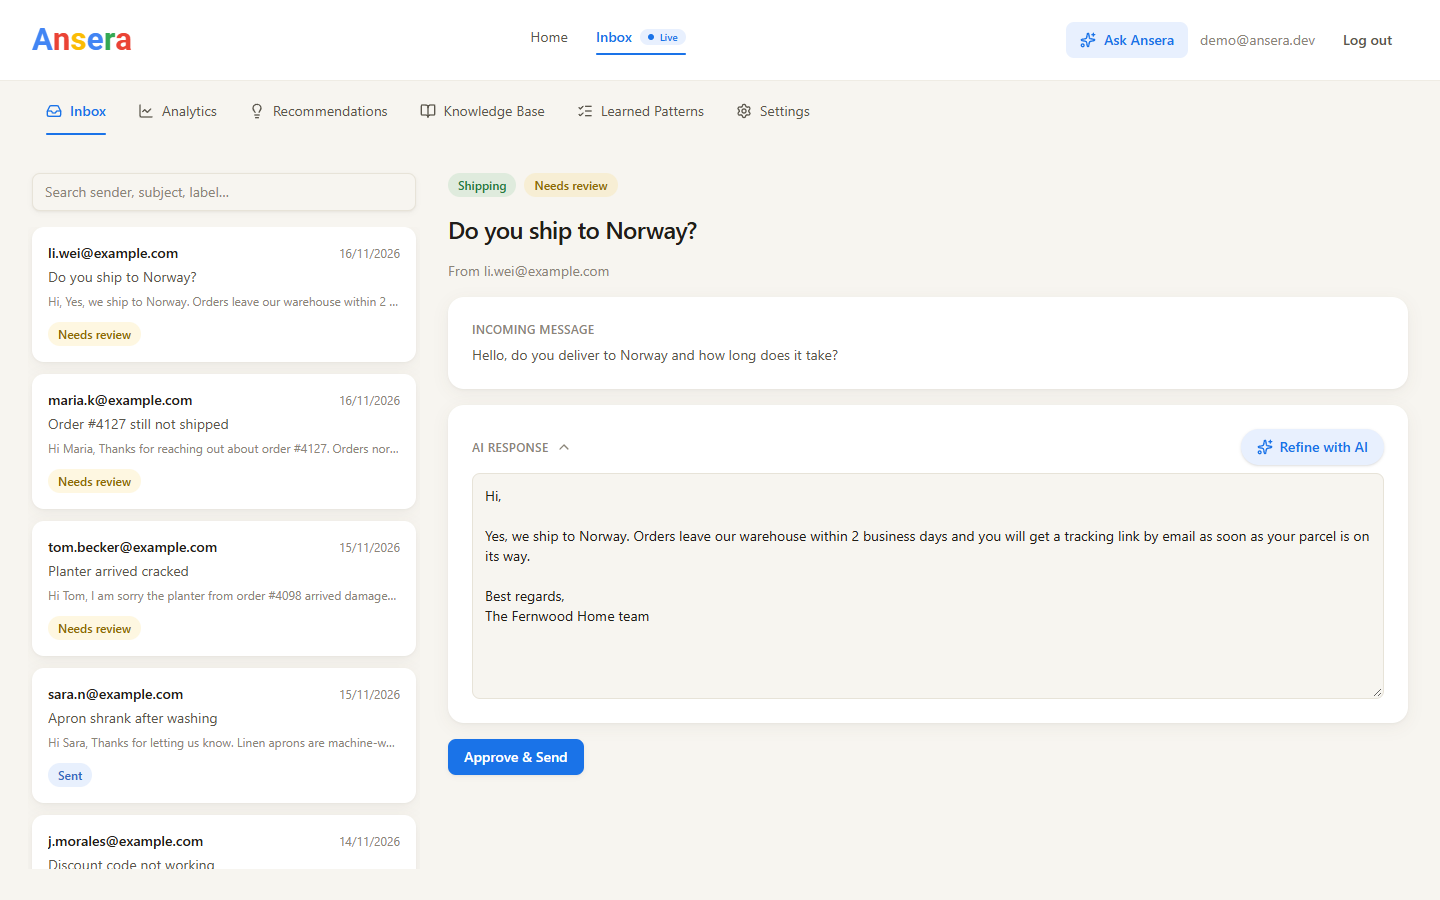 Ansera
Home
Inbox
Live
Ask Ansera
demo@ansera.dev
Log out
Inbox
Analytics
Recommendations
Knowledge Base
Learned Patterns
Settings
Search sender, subject, label...
li.wei@example.com
16/11/2026
Do you ship to Norway?
Hi, Yes, we ship to Norway. Orders leave our warehouse within 2 ...
Needs review
maria.k@example.com
16/11/2026
Order #4127 still not shipped
Hi Maria, Thanks for reaching out about order #4127. Orders nor...
Needs review
tom.becker@example.com
15/11/2026
Planter arrived cracked
Hi Tom, I am sorry the planter from order #4098 arrived damage...
Needs review
sara.n@example.com
15/11/2026
Apron shrank after washing
Hi Sara, Thanks for letting us know. Linen aprons are machine-w...
Sent
j.morales@example.com
14/11/2026
Discount code not working
Shipping
Needs review
Do you ship to Norway?
From li.wei@example.com
INCOMING MESSAGE
Hello, do you deliver to Norway and how long does it take?
AI RESPONSE
Refine with AI
Hi,
Yes, we ship to Norway. Orders leave our warehouse within 2 business days and you will get a tracking link by email as soon as your parcel is on
its way.
Best regards,
The Fernwood Home team
Approve & Send